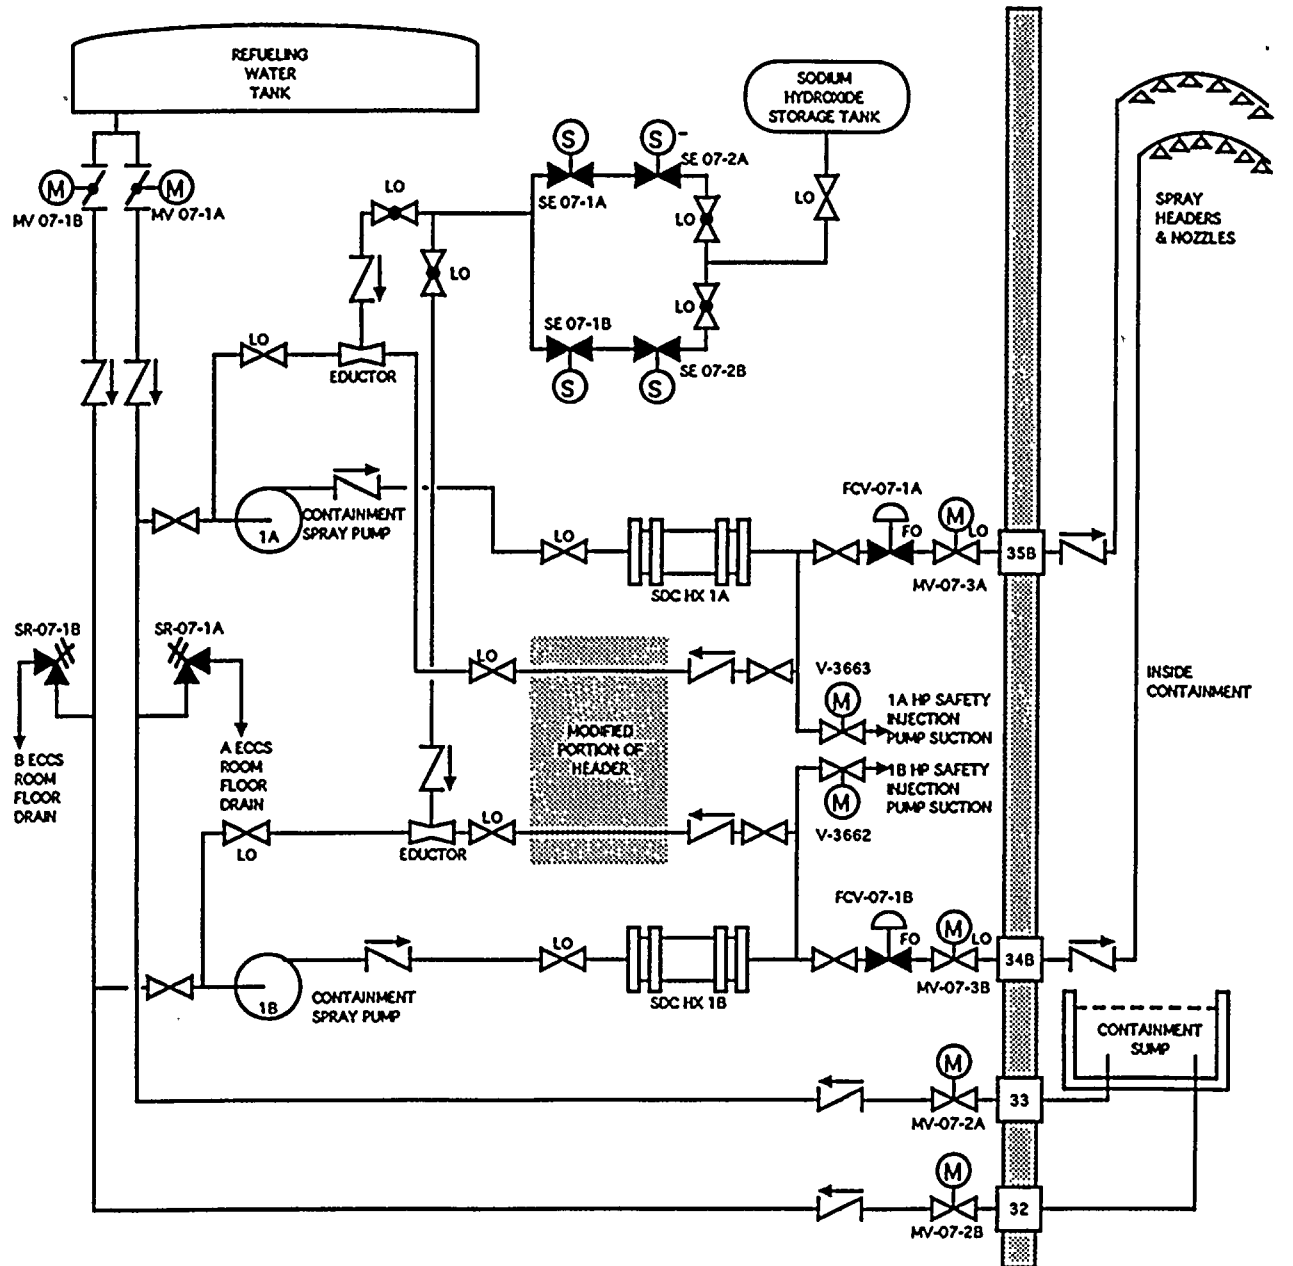 REFUELING
WATER
TANK
SODIUM
HYDROXIDE
STORAGE TANK
S
S
SE 07-2A
SE 07-1A
M
M
MV 07-1B
MV 07-1A
LO
LO
LO
LO
SPRAY
HEADERS
& NOZZLES
LO
SE 07-1B
SE 07-2B
S
S
LO
EDUCTOR
1A
CONTAINMENT
SPRAY PUMP
LO
SDC HX 1A
FCV-07-1A
FO
M
LO
MV-07-3A
35B
SR-07-1B
SR-07-1A
LO
V-3663
M
1A HP SAFETY
INJECTION
PUMP SUCTION
INSIDE
CONTAINMENT
MODIFIED
PORTION OF
HEADER
B ECCS
ROOM
FLOOR
DRAIN
A ECCS
ROOM
FLOOR
DRAIN
1B HP SAFETY
INJECTION
PUMP SUCTION
M
V-3662
LO
EDUCTOR
LO
1B
CONTAINMENT
SPRAY PUMP
LO
SDC HX 1B
FCV-07-1B
FO
M
LO
MV-07-3B
34B
CONTAINMENT
SUMP
M
MV-07-2A
33
M
MV-07-2B
32